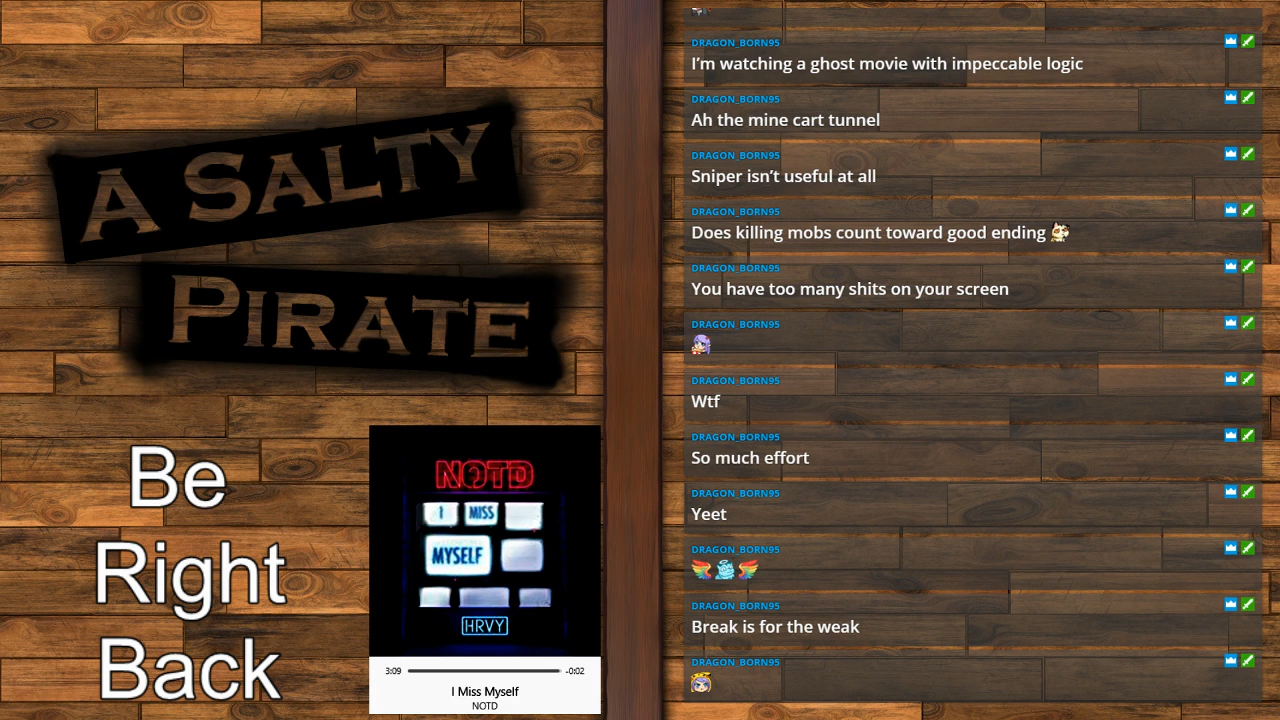 A SALTY
PIRATE
Be
Right
Back
NOTD
I MISS
MYSELF
HRVY
3:09 -0:02
I Miss Myself
NOTD
DRAGON_BORN95
I’m watching a ghost movie with impeccable logic
DRAGON_BORN95
Ah the mine cart tunnel
DRAGON_BORN95
Sniper isn’t useful at all
DRAGON_BORN95
Does killing mobs count toward good ending
DRAGON_BORN95
You have too many shits on your screen
DRAGON_BORN95
DRAGON_BORN95
Wtf
DRAGON_BORN95
So much effort
DRAGON_BORN95
Yeet
DRAGON_BORN95
DRAGON_BORN95
Break is for the weak
DRAGON_BORN95